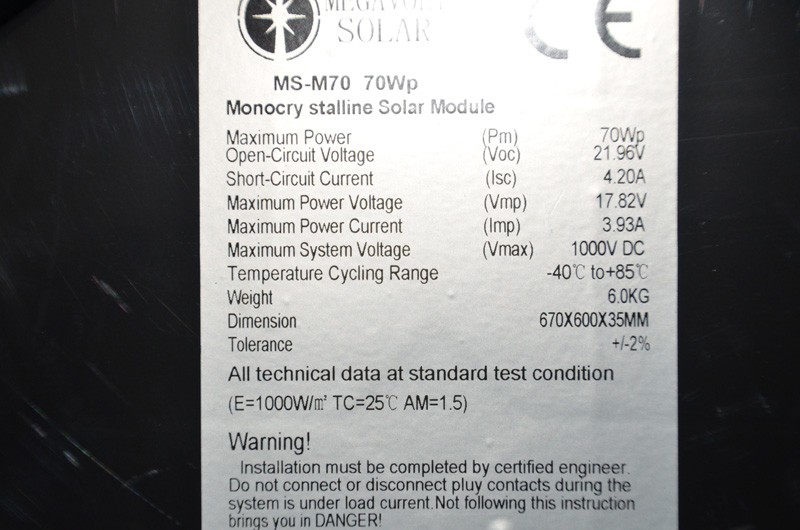 MEGAVOLT
SOLAR
CE
MS-M70 70Wp
Monocry stalline Solar Module
Maximum Power (Pm) 70Wp
Open-Circuit Voltage (Voc) 21.96V
Short-Circuit Current (Isc) 4.20A
Maximum Power Voltage (Vmp) 17.82V
Maximum Power Current (Imp) 3.93A
Maximum System Voltage (Vmax) 1000V DC
Temperature Cycling Range -40℃ to+85℃
Weight 6.0KG
Dimension 670X600X35MM
Tolerance +/-2%
All technical data at standard test condition
(E=1000W/㎡ TC=25℃ AM=1.5)
Warning!
Installation must be completed by certified engineer.
Do not connect or disconnect pluy contacts during the
system is under load current.Not following this instruction
brings you in DANGER!